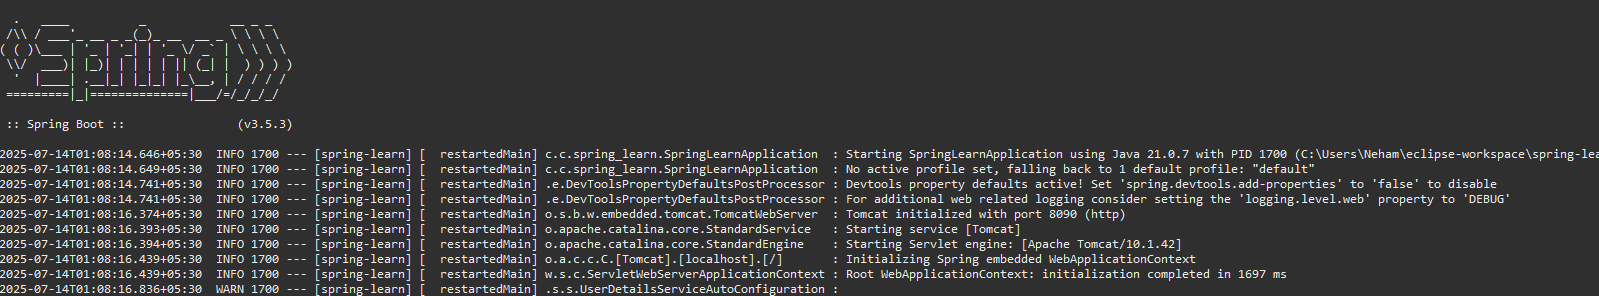 .   ____          _            __ _ _
 /\\ / ___'_ __ _ _(_)_ __  __ _ \ \ \ \
( ( )\___ | '_ | '_| | '_ \/ _` | \ \ \ \
 \\/  ___)| |_)| | | | | || (_| |  ) ) ) )
  '  |____| .__|_| |_|_| |_\__, | / / / /
 =========|_|==============|___/=/_/_/_/
 :: Spring Boot ::                (v3.5.3)
2025-07-14T01:08:14.646+05:30  INFO 1700 --- [spring-learn] [  restartedMain] c.c.spring_learn.SpringLearnApplication  : Starting SpringLearnApplication using Java 21.0.7 with PID 1700 (C:\Users\Neham\eclipse-workspace\spring-lea
2025-07-14T01:08:14.649+05:30  INFO 1700 --- [spring-learn] [  restartedMain] c.c.spring_learn.SpringLearnApplication  : No active profile set, falling back to 1 default profile: "default"
2025-07-14T01:08:14.741+05:30  INFO 1700 --- [spring-learn] [  restartedMain] .e.DevToolsPropertyDefaultsPostProcessor : Devtools property defaults active! Set 'spring.devtools.add-properties' to 'false' to disable
2025-07-14T01:08:14.741+05:30  INFO 1700 --- [spring-learn] [  restartedMain] .e.DevToolsPropertyDefaultsPostProcessor : For additional web related logging consider setting the 'logging.level.web' property to 'DEBUG'
2025-07-14T01:08:16.374+05:30  INFO 1700 --- [spring-learn] [  restartedMain] o.s.b.w.embedded.tomcat.TomcatWebServer  : Tomcat initialized with port 8090 (http)
2025-07-14T01:08:16.393+05:30  INFO 1700 --- [spring-learn] [  restartedMain] o.apache.catalina.core.StandardService   : Starting service [Tomcat]
2025-07-14T01:08:16.394+05:30  INFO 1700 --- [spring-learn] [  restartedMain] o.apache.catalina.core.StandardEngine    : Starting Servlet engine: [Apache Tomcat/10.1.42]
2025-07-14T01:08:16.439+05:30  INFO 1700 --- [spring-learn] [  restartedMain] o.a.c.c.C.[Tomcat].[localhost].[/]       : Initializing Spring embedded WebApplicationContext
2025-07-14T01:08:16.439+05:30  INFO 1700 --- [spring-learn] [  restartedMain] w.s.c.ServletWebServerApplicationContext : Root WebApplicationContext: initialization completed in 1697 ms
2025-07-14T01:08:16.836+05:30  WARN 1700 --- [spring-learn] [  restartedMain] .s.s.UserDetailsServiceAutoConfiguration :